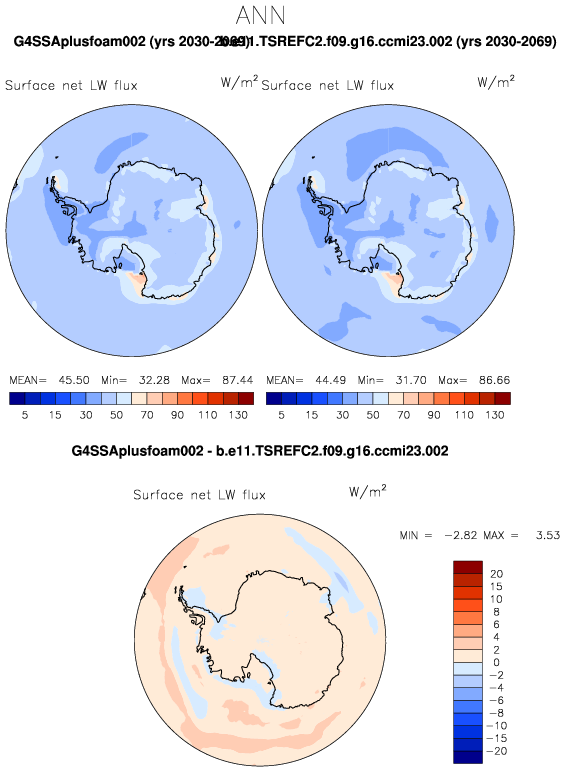 ANN
G4SSAplusfoam002 (yrs 2030-2069) b.e11.TSREFC2.f09.g16.ccmi23.002 (yrs 2030-2069)
Surface net LW flux W/m² Surface net LW flux W/m²
MEAN= 45.50 Min= 32.28 Max= 87.44 MEAN= 44.49 Min= 31.70 Max= 86.66
5 15 30 50 70 90 110 130 5 15 30 50 70 90 110 130
G4SSAplusfoam002 - b.e11.TSREFC2.f09.g16.ccmi23.002
Surface net LW flux W/m²
MIN = -2.82 MAX = 3.53
20
15
10
8
6
4
2
0
-2
-4
-6
-8
-10
-15
-20